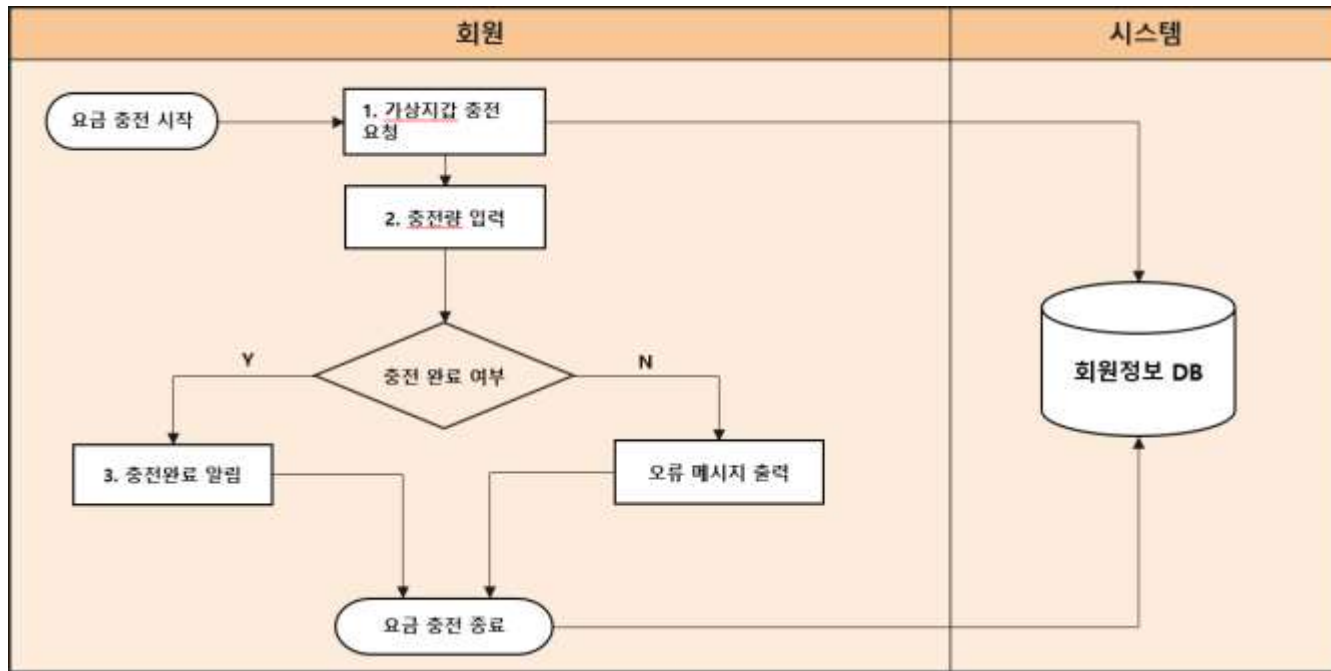 회원
시스템
요금 충전 시작
1. 가상지갑 충전
요청
2. 충전량 입력
충전 완료 여부
Y
N
회원정보 DB
3. 충전완료 알림
오류 메시지 출력
요금 충전 종료